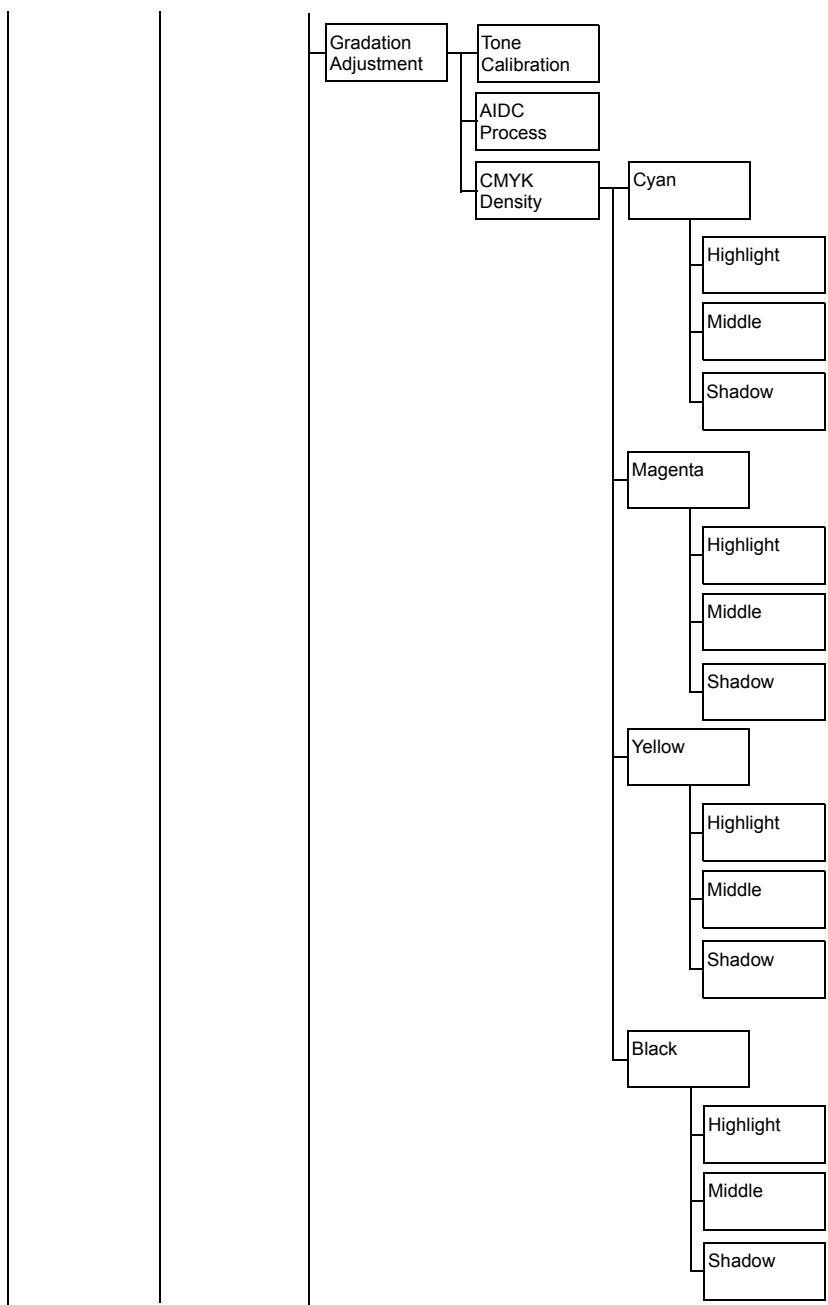 Gradation
Adjustment
Tone
Calibration
AIDC
Process
CMYK
Density
Cyan
Highlight
Middle
Shadow
Magenta
Highlight
Middle
Shadow
Yellow
Highlight
Middle
Shadow
Black
Highlight
Middle
Shadow